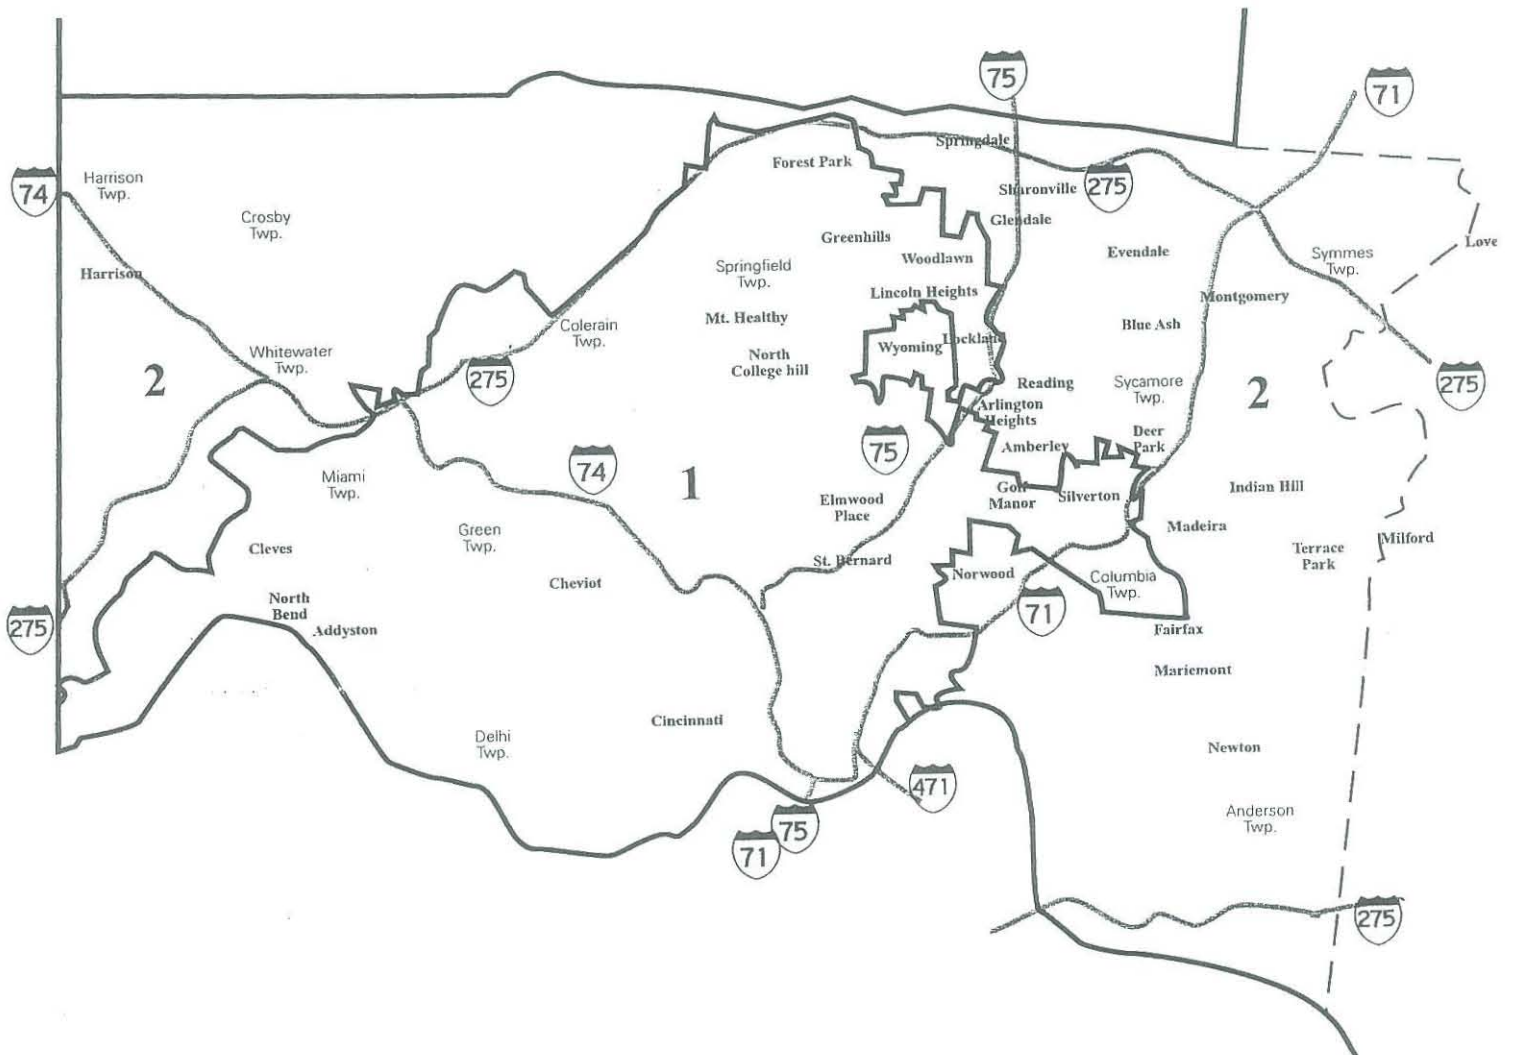 75
71
Springdale
Forest Park
74
Harrison
Twp.
Sharonville
275
Glendale
Crosby
Twp.
Greenhills
Love
Evendale
Symmes
Twp.
Woodlawn
Springfield
Twp.
Harrison
Lincoln Heights
Montgomery
Mt. Healthy
Colerain
Twp.
Blue Ash
Wyoming
Lockland
Whitewater
Twp.
North
College hill
2
275
Reading
Sycamore
Twp.
2
275
Arlington
Heights
Deer
Park
75
Amberley
74
1
Miami
Twp.
Golf
Manor
Silverton
Indian Hill
Elmwood
Place
Madeira
Green
Twp.
Milford
Cleves
Terrace
Park
St. Bernard
Norwood
Columbia
Twp.
Cheviot
North
Bend
71
275
Addyston
Fairfax
Mariemont
Cincinnati
Delhi
Twp.
Newton
471
Anderson
Twp.
75
71
275